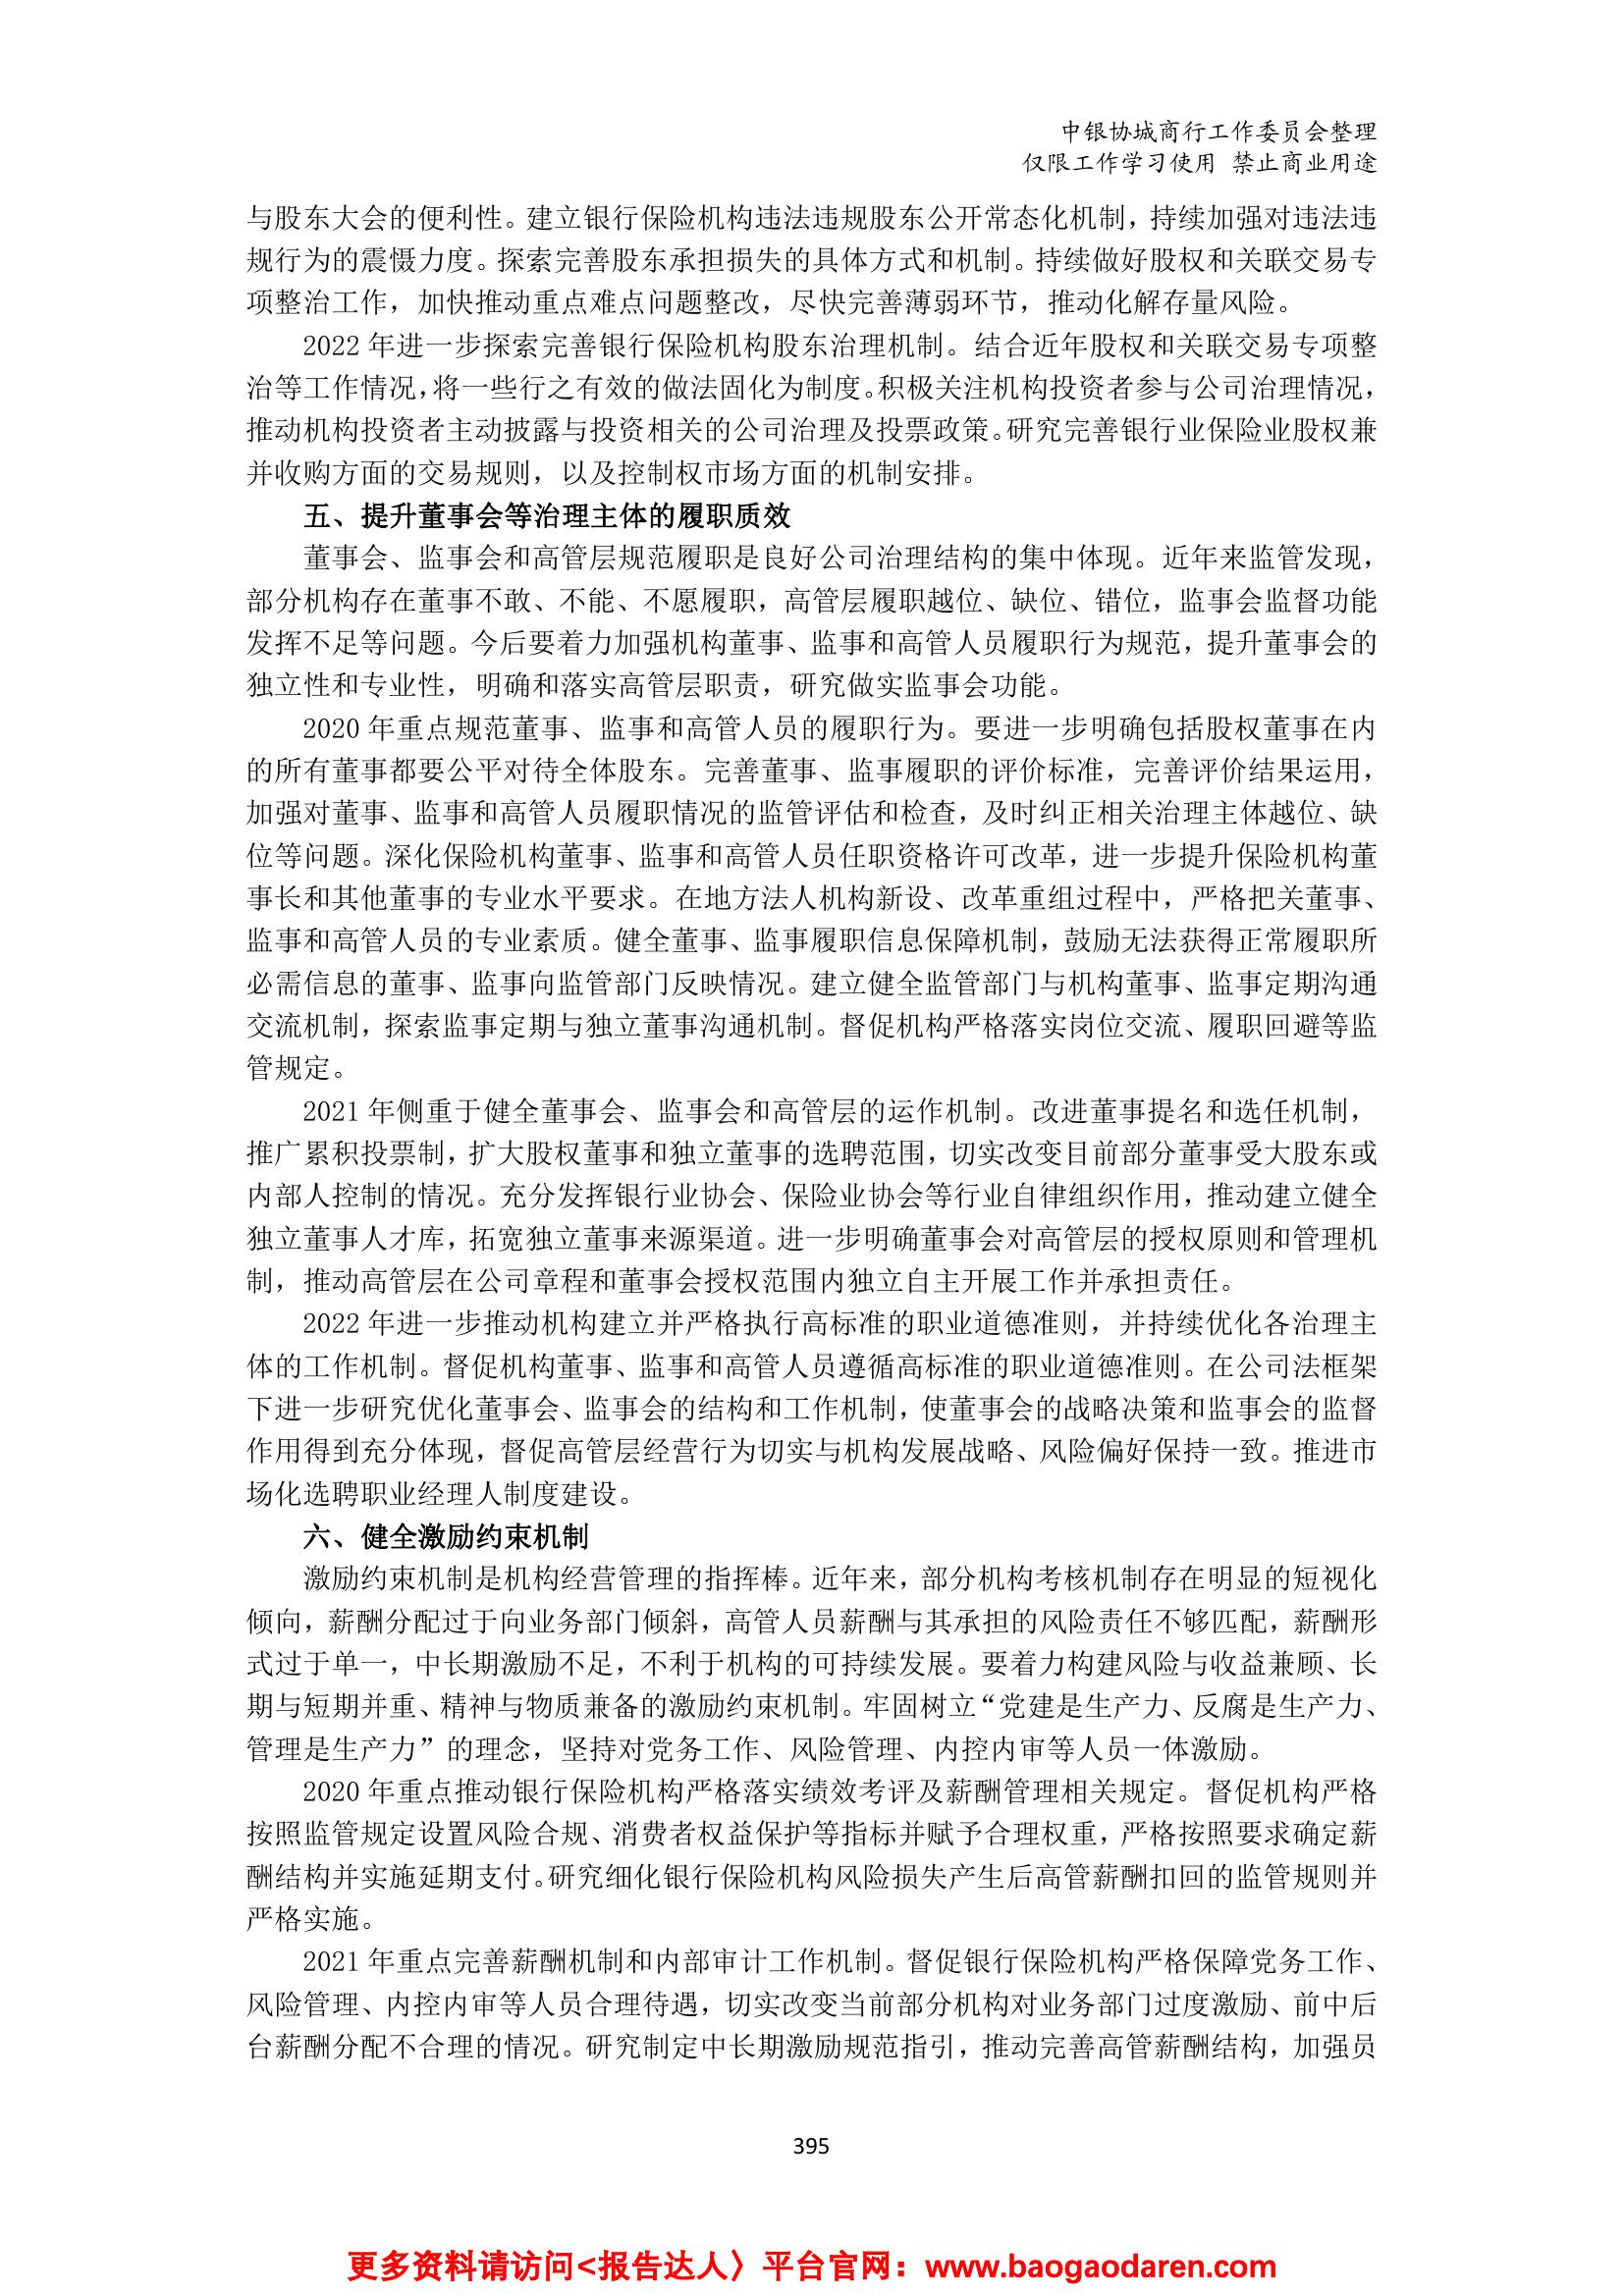 中银协城商行工作委员会整理
仅限工作学习使用 禁止商业用途
与股东大会的便利性。建立银行保险机构违法违规股东公开常态化机制，持续加强对违法违
规行为的震慑力度。探索完善股东承担损失的具体方式和机制。持续做好股权和关联交易专
项整治工作，加快推动重点难点问题整改，尽快完善薄弱环节，推动化解存量风险。
2022 年进一步探索完善银行保险机构股东治理机制。结合近年股权和关联交易专项整
治等工作情况，将一些行之有效的做法固化为制度。积极关注机构投资者参与公司治理情况，
推动机构投资者主动披露与投资相关的公司治理及投票政策。研究完善银行业保险业股权兼
并收购方面的交易规则，以及控制权市场方面的机制安排。
五、提升董事会等治理主体的履职质效
董事会、监事会和高管层规范履职是良好公司治理结构的集中体现。近年来监管发现，
部分机构存在董事不敢、不能、不愿履职，高管层履职越位、缺位、错位，监事会监督功能
发挥不足等问题。今后要着力加强机构董事、监事和高管人员履职行为规范，提升董事会的
独立性和专业性，明确和落实高管层职责，研究做实监事会功能。
2020 年重点规范董事、监事和高管人员的履职行为。要进一步明确包括股权董事在内
的所有董事都要公平对待全体股东。完善董事、监事履职的评价标准，完善评价结果运用，
加强对董事、监事和高管人员履职情况的监管评估和检查，及时纠正相关治理主体越位、缺
位等问题。深化保险机构董事、监事和高管人员任职资格许可改革，进一步提升保险机构董
事长和其他董事的专业水平要求。在地方法人机构新设、改革重组过程中，严格把关董事、
监事和高管人员的专业素质。健全董事、监事履职信息保障机制，鼓励无法获得正常履职所
必需信息的董事、监事向监管部门反映情况。建立健全监管部门与机构董事、监事定期沟通
交流机制，探索监事定期与独立董事沟通机制。督促机构严格落实岗位交流、履职回避等监
管规定。
2021 年侧重于健全董事会、监事会和高管层的运作机制。改进董事提名和选任机制，
推广累积投票制，扩大股权董事和独立董事的选聘范围，切实改变目前部分董事受大股东或
内部人控制的情况。充分发挥银行业协会、保险业协会等行业自律组织作用，推动建立健全
独立董事人才库，拓宽独立董事来源渠道。进一步明确董事会对高管层的授权原则和管理机
制，推动高管层在公司章程和董事会授权范围内独立自主开展工作并承担责任。
2022 年进一步推动机构建立并严格执行高标准的职业道德准则，并持续优化各治理主
体的工作机制。督促机构董事、监事和高管人员遵循高标准的职业道德准则。在公司法框架
下进一步研究优化董事会、监事会的结构和工作机制，使董事会的战略决策和监事会的监督
作用得到充分体现，督促高管层经营行为切实与机构发展战略、风险偏好保持一致。推进市
场化选聘职业经理人制度建设。
六、健全激励约束机制
激励约束机制是机构经营管理的指挥棒。近年来，部分机构考核机制存在明显的短视化
倾向，薪酬分配过于向业务部门倾斜，高管人员薪酬与其承担的风险责任不够匹配，薪酬形
式过于单一，中长期激励不足，不利于机构的可持续发展。要着力构建风险与收益兼顾、长
期与短期并重、精神与物质兼备的激励约束机制。牢固树立“党建是生产力、反腐是生产力、
管理是生产力”的理念，坚持对党务工作、风险管理、内控内审等人员一体激励。
2020 年重点推动银行保险机构严格落实绩效考评及薪酬管理相关规定。督促机构严格
按照监管规定设置风险合规、消费者权益保护等指标并赋予合理权重，严格按照要求确定薪
酬结构并实施延期支付。研究细化银行保险机构风险损失产生后高管薪酬扣回的监管规则并
严格实施。
2021 年重点完善薪酬机制和内部审计工作机制。督促银行保险机构严格保障党务工作、
风险管理、内控内审等人员合理待遇，切实改变当前部分机构对业务部门过度激励、前中后
台薪酬分配不合理的情况。研究制定中长期激励规范指引，推动完善高管薪酬结构，加强员
395
更多资料请访问<报告达人〉平台官网：www.baogaodaren.com